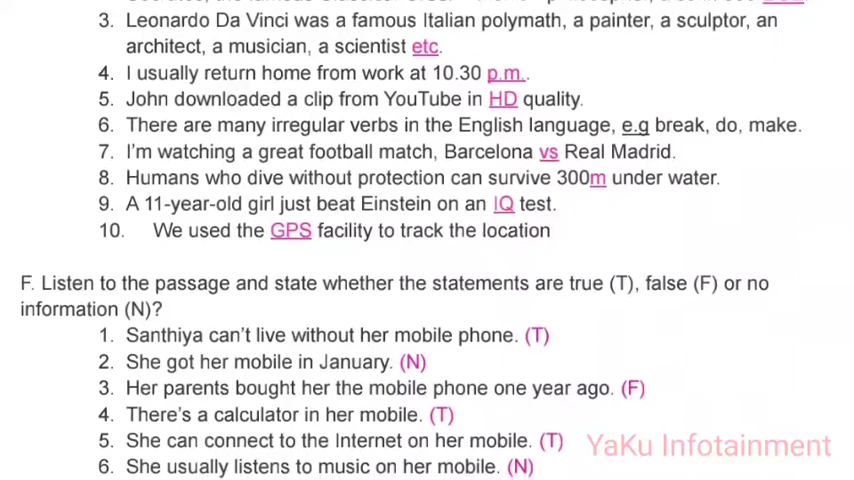 3. Leonardo Da Vinci was a famous Italian polymath, a painter, a sculptor, an
architect, a musician, a scientist etc.
4. I usually return home from work at 10.30 p.m..
5. John downloaded a clip from YouTube in HD quality.
6. There are many irregular verbs in the English language, e.g break, do, make.
7. I'm watching a great football match, Barcelona vs Real Madrid.
8. Humans who dive without protection can survive 300m under water.
9. A 11-year-old girl just beat Einstein on an IQ test.
10. We used the GPS facility to track the location
F. Listen to the passage and state whether the statements are true (T), false (F) or no
information (N)?
1. Santhiya can't live without her mobile phone. (T)
2. She got her mobile in January. (N)
3. Her parents bought her the mobile phone one year ago. (F)
4. There's a calculator in her mobile. (T)
5. She can connect to the Internet on her mobile. (T)
YaKu Infotainment
6. She usually listens to music on her mobile. (N)